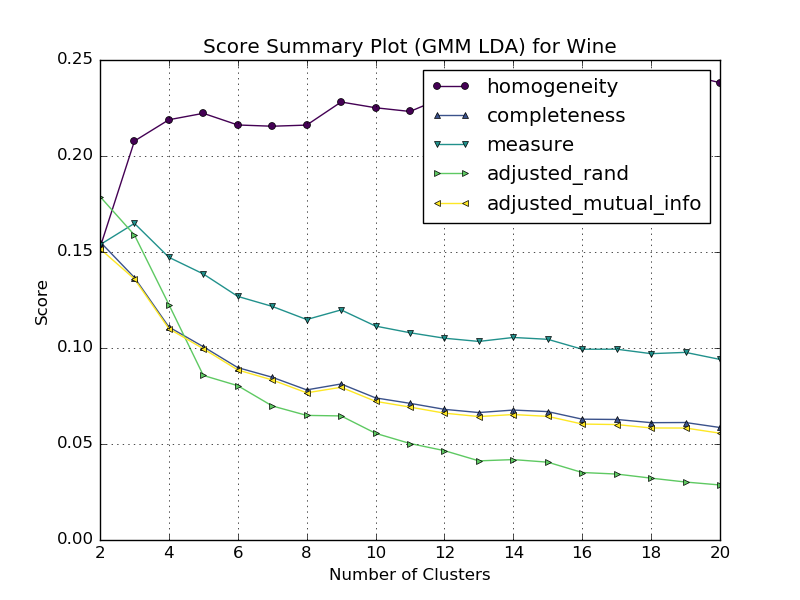 Score Summary Plot (GMM LDA) for Wine
0.25
0.20
0.15
0.10
0.05
0.00
Score
homogeneity
completeness
measure
adjusted_rand
adjusted_mutual_info
2 4 6 8 10 12 14 16 18 20
Number of Clusters